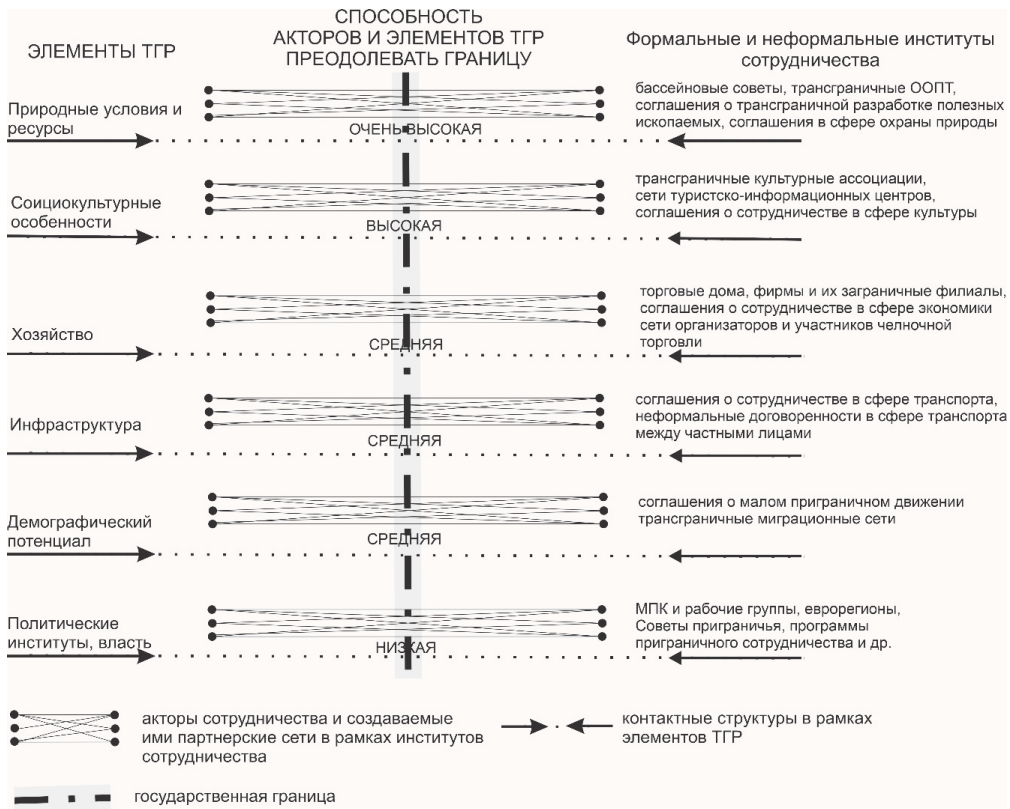 ЭЛЕМЕНТЫ ТГР
СПОСОБНОСТЬ
АКТОРОВ И ЭЛЕМЕНТОВ ТГР
ПРЕОДОЛЕВАТЬ ГРАНИЦУ
Формальные и неформальные институты
сотрудничества
Природные условия и
ресурсы
ОЧЕНЬ ВЫСОКАЯ
бассейновые советы, трансграничные ООПТ,
соглашения о трансграничной разработке полезных
ископаемых, соглашения в сфере охраны природы
Соициокультурные
особенности
ВЫСОКАЯ
трансграничные культурные ассоциации,
сети туристско-информационных центров,
соглашения о сотрудничестве в сфере культуры
Хозяйство
СРЕДНЯЯ
торговые дома, фирмы и их заграничные филиалы,
соглашения о сотрудничестве в сфере экономики
сети организаторов и участников челночной
торговли
Инфраструктура
СРЕДНЯЯ
соглашения о сотрудничестве в сфере транспорта,
неформальные договоренности в сфере транспорта
между частными лицами
Демографический
потенциал
СРЕДНЯЯ
соглашения о малом приграничном движении
трансграничные миграционные сети
Политические
институты, власть
НИЗКАЯ
МПК и рабочие группы, еврорегионы,
Советы приграничья, программы
приграничного сотрудничества и др.
акторы сотрудничества и создаваемые
ими партнерские сети в рамках институтов
сотрудничества
контактные структуры в рамках
элементов ТГР
государственная граница